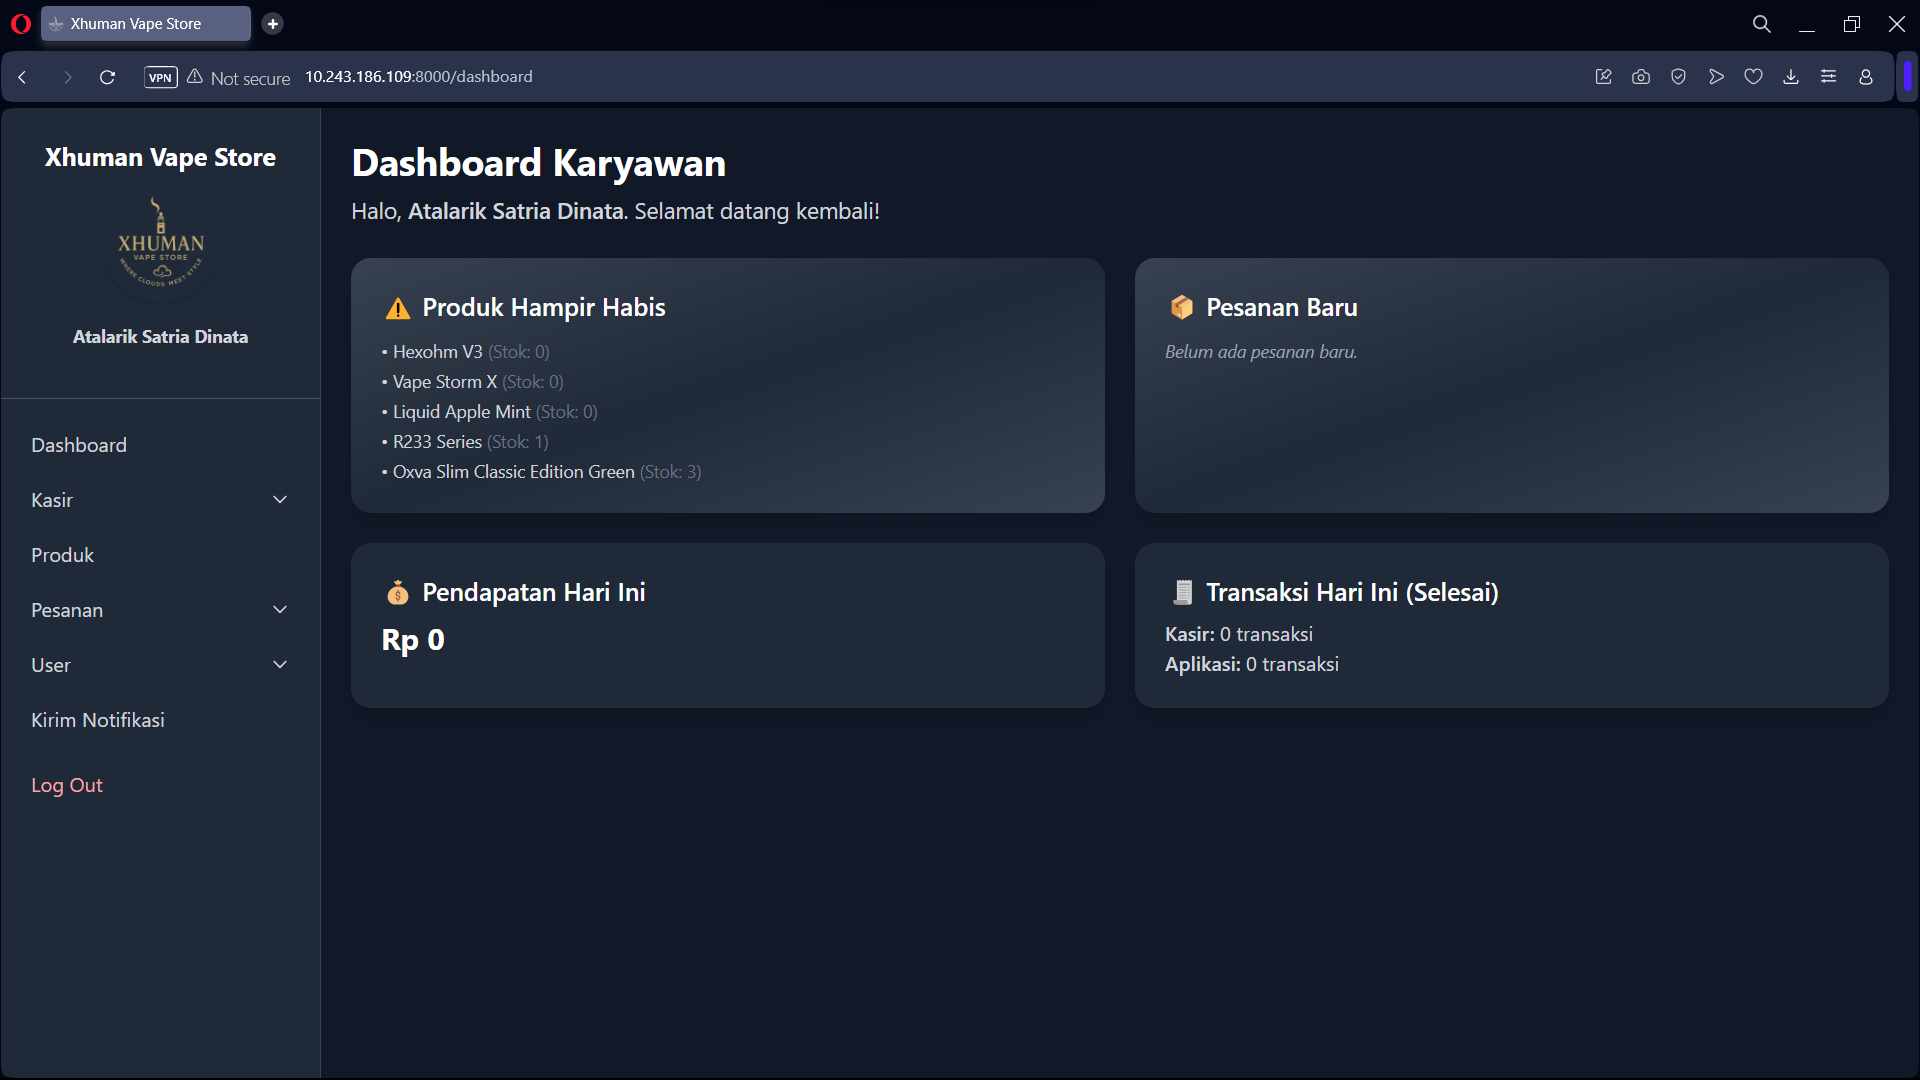 Xhuman Vape Store
VPN
Not secure
10.243.186.109:8000/dashboard
Xhuman Vape Store
XHUMAN
VAPE STORE
WHERE CLOUDS MEET STYLE
Atalarik Satria Dinata
Dashboard
Kasir
Produk
Pesanan
User
Kirim Notifikasi
Log Out
Dashboard Karyawan
Halo, Atalarik Satria Dinata. Selamat datang kembali!
⚠️ Produk Hampir Habis
• Hexohm V3 (Stok: 0)
• Vape Storm X (Stok: 0)
• Liquid Apple Mint (Stok: 0)
• R233 Series (Stok: 1)
• Oxva Slim Classic Edition Green (Stok: 3)
📦 Pesanan Baru
Belum ada pesanan baru.
💰 Pendapatan Hari Ini
Rp 0
🧾 Transaksi Hari Ini (Selesai)
Kasir: 0 transaksi
Aplikasi: 0 transaksi